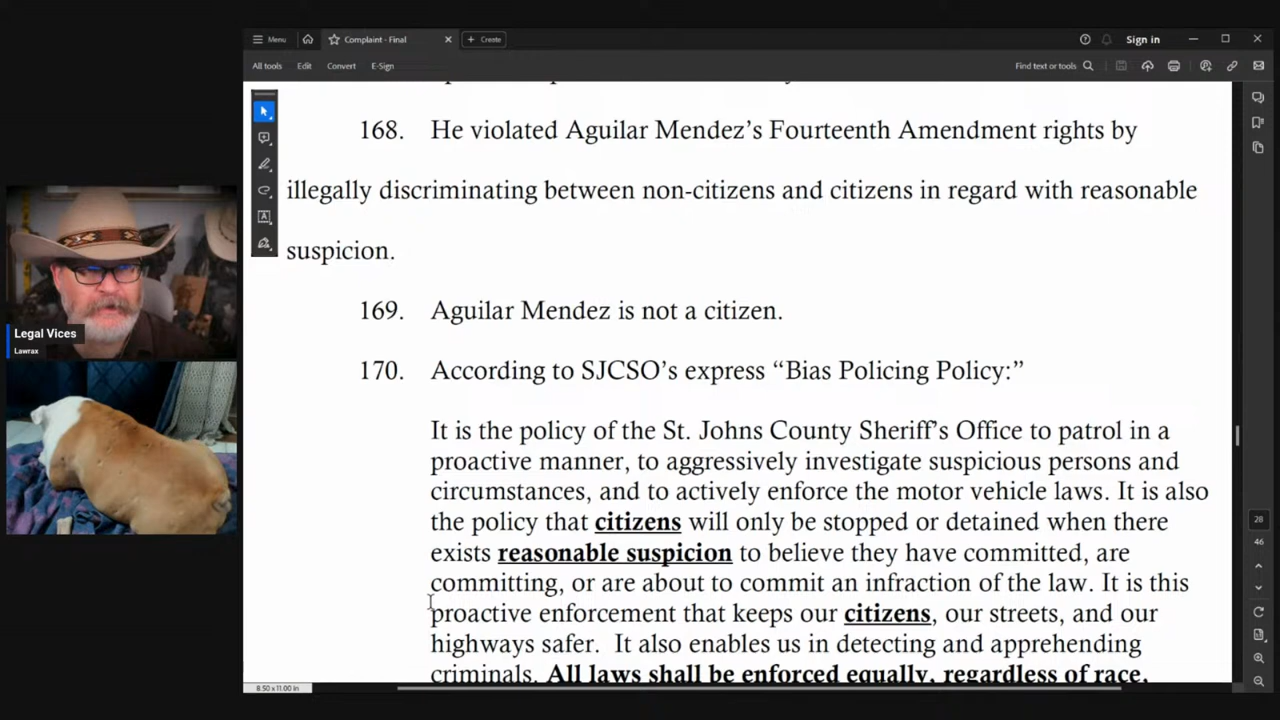 Menu
Complaint - Final
Create
Sign in
All tools
Edit
Convert
E-Sign
Find text or tools
168. He violated Aguilar Mendez's Fourteenth Amendment rights by
illegally discriminating between non-citizens and citizens in regard with reasonable
suspicion.
169. Aguilar Mendez is not a citizen.
170. According to SJCSO's express “Bias Policing Policy:”
It is the policy of the St. Johns County Sheriff's Office to patrol in a
proactive manner, to aggressively investigate suspicious persons and
circumstances, and to actively enforce the motor vehicle laws. It is also
the policy that citizens will only be stopped or detained when there
exists reasonable suspicion to believe they have committed, are
committing, or are about to commit an infraction of the law. It is this
proactive enforcement that keeps our citizens, our streets, and our
highways safer. It also enables us in detecting and apprehending
criminals. All laws shall be enforced equally, regardless of race,
28
46
8.50 x 11.00 in
Legal Vices
Lawrax